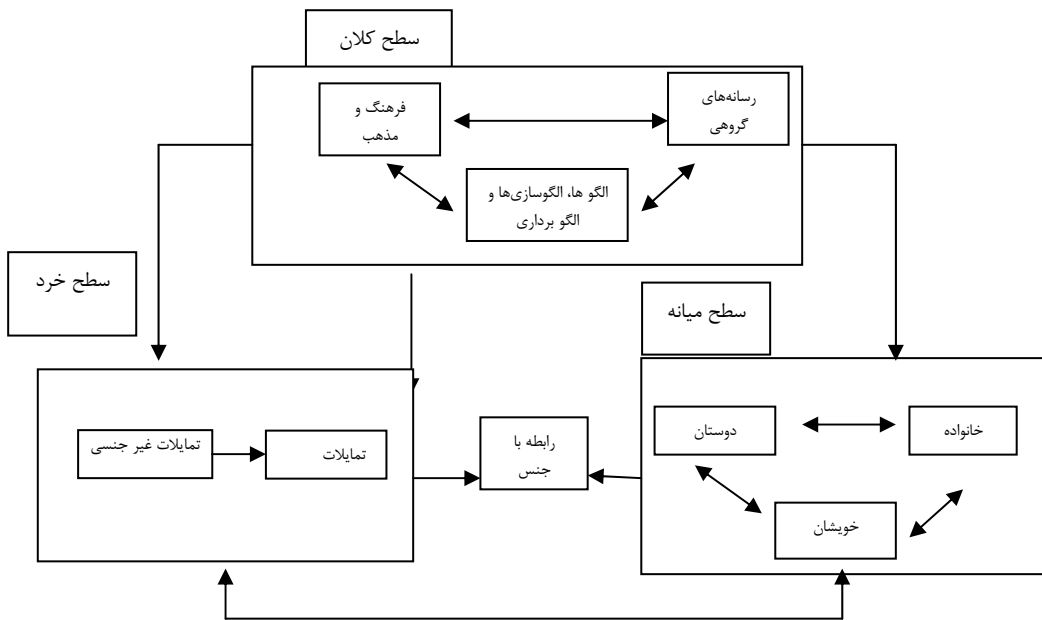 سطح کلان
رسانه‌های
گروهی
فرهنگ و
مذهب
الگو ها، الگوسازی‌ها و
الگو برداری
سطح خرد
سطح میانه
تمایلات غیر جنسی
تمایلات
رابطه با
جنس
دوستان
خانواده
خویشان